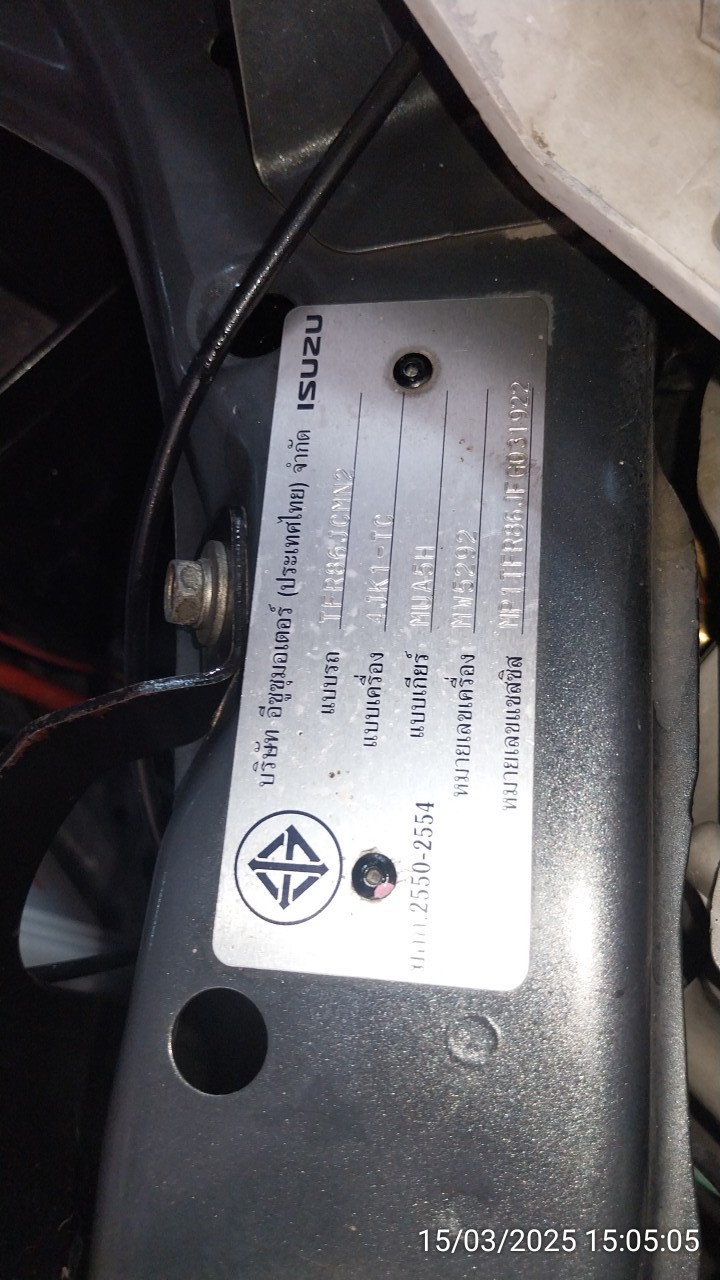 บริษัท อีซูซุมอเตอร์ (ประเทศไทย) จำกัด ISUZU
แบบรถ TFR86JCMN2
แบบเครื่อง 4JK1-TC
แบบเกียร์ MUA5H
หมายเลขเครื่อง MW5292
หมายเลขแชสซิส MP1TFR86JFG031922
2550-2554
15/03/2025 15:05:05